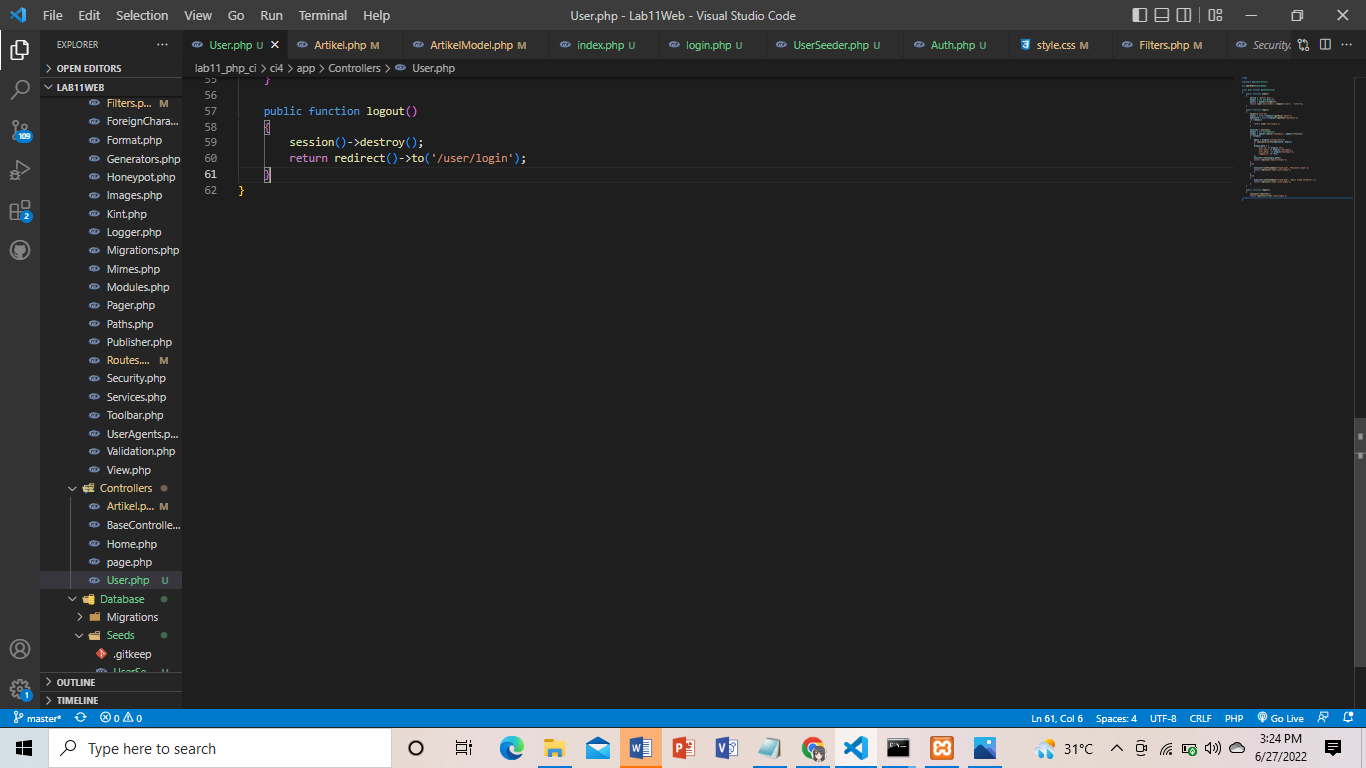 File Edit Selection View Go Run Terminal Help User.php - Lab11Web - Visual Studio Code
EXPLORER ...
User.php U Artikel.php M ArtikelModel.php M index.php U login.php U UserSeeder.php U Auth.php U style.css M Filters.php M Security.
OPEN EDITORS
lab11_php_ci > ci4 > app > Controllers > User.php
LAB11WEB
Filters.p... M
ForeignChara...
Format.php
Generators.php
Honeypot.php
Images.php
Kint.php
Logger.php
Migrations.php
Mimes.php
Modules.php
Pager.php
Paths.php
Publisher.php
Routes.... M
Security.php
Services.php
Toolbar.php
UserAgents.p...
Validation.php
View.php
Controllers
Artikel.p... M
BaseControlle...
Home.php
page.php
User.php U
Database
Migrations
Seeds
.gitkeep
UserSe... U
OUTLINE
TIMELINE
55 }
56
57 public function logout()
58 {
59 session()->destroy();
60 return redirect()->to('/user/login');
61 }
62 }
109
2
1
master* 0 0 Ln 61, Col 6 Spaces: 4 UTF-8 CRLF PHP Go Live
Type here to search
31°C
3:24 PM
6/27/2022